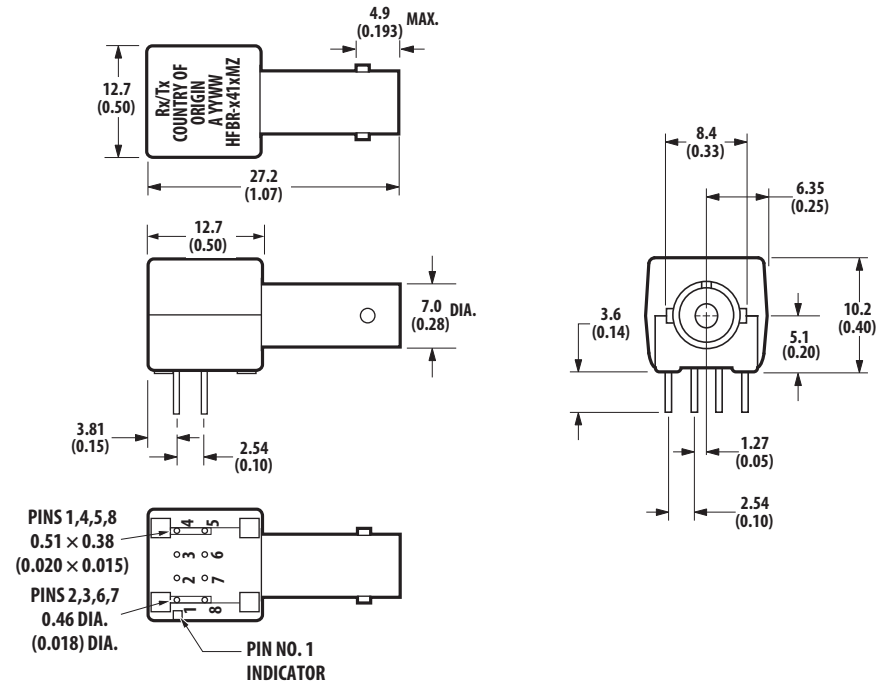 4.9
(0.193) MAX.
12.7
(0.50)
Rx/Tx
COUNTRY OF
ORIGIN
A YYWW
HFBR-x41xMZ
27.2
(1.07)
8.4
(0.33)
6.35
(0.25)
12.7
(0.50)
7.0
(0.28) DIA.
3.6
(0.14)
10.2
(0.40)
5.1
(0.20)
3.81
(0.15)
2.54
(0.10)
1.27
(0.05)
2.54
(0.10)
PINS 1,4,5,8
0.51 × 0.38
(0.020 × 0.015)
PINS 2,3,6,7
0.46 DIA.
(0.018) DIA.
4 5
3 6
2 7
1 8
PIN NO. 1
INDICATOR